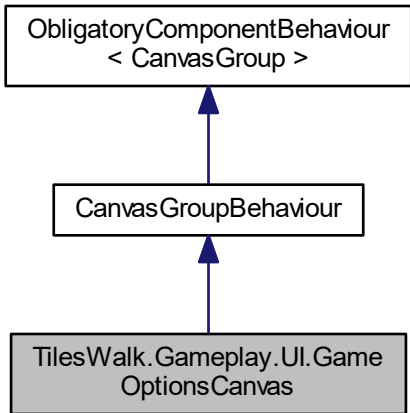 ObligatoryComponentBehaviour
< CanvasGroup >
CanvasGroupBehaviour
TilesWalk.Gameplay.UI.Game
OptionsCanvas